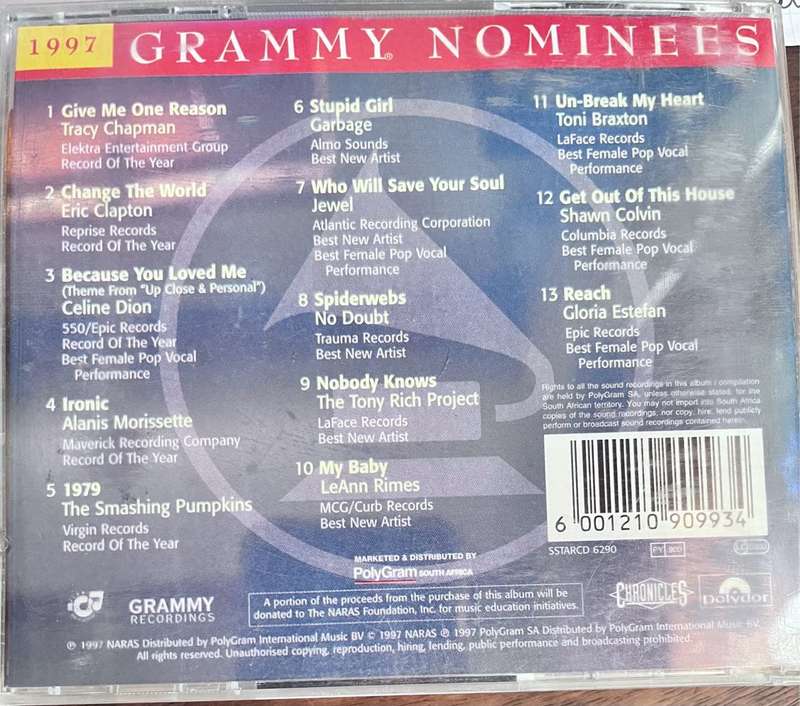 1997 GRAMMY® NOMINEES
1 Give Me One Reason
Tracy Chapman
Elektra Entertainment Group
Record Of The Year
2 Change The World
Eric Clapton
Reprise Records
Record Of The Year
3 Because You Loved Me
(Theme From "Up Close & Personal")
Celine Dion
550/Epic Records
Record Of The Year
Best Female Pop Vocal
Performance
4 Ironic
Alanis Morissette
Maverick Recording Company
Record Of The Year
5 1979
The Smashing Pumpkins
Virgin Records
Record Of The Year
6 Stupid Girl
Garbage
Almo Sounds
Best New Artist
7 Who Will Save Your Soul
Jewel
Atlantic Recording Corporation
Best New Artist
Best Female Pop Vocal
Performance
8 Spiderwebs
No Doubt
Trauma Records
Best New Artist
9 Nobody Knows
The Tony Rich Project
LaFace Records
Best New Artist
10 My Baby
LeAnn Rimes
MCG/Curb Records
Best New Artist
11 Un-Break My Heart
Toni Braxton
LaFace Records
Best Female Pop Vocal
Performance
12 Get Out Of This House
Shawn Colvin
Columbia Records
Best Female Pop Vocal
Performance
13 Reach
Gloria Estefan
Epic Records
Best Female Pop Vocal
Performance
Rights to all the sound recordings in this album / compilation
are held by PolyGram SA, unless otherwise stated, for the
South African territory. You may not import into South Africa
copies of the sound recordings, nor copy, hire, lend publicly
perform or broadcast sound recordings contained herein.
6 001210 909934
SSTARCD 6290
PY 900
LC
MARKETED & DISTRIBUTED BY
PolyGram SOUTH AFRICA
GRAMMY
RECORDINGS
A portion of the proceeds from the purchase of this album will be
donated to The NARAS Foundation, Inc. for music education initiatives.
CHRONICLES
polydor
℗ 1997 NARAS Distributed by PolyGram International Music BV © 1997 NARAS ℗ 1997 PolyGram SA Distributed by PolyGram International Music BV.
All rights reserved. Unauthorised copying, reproduction, hiring, lending, public performance and broadcasting prohibited.